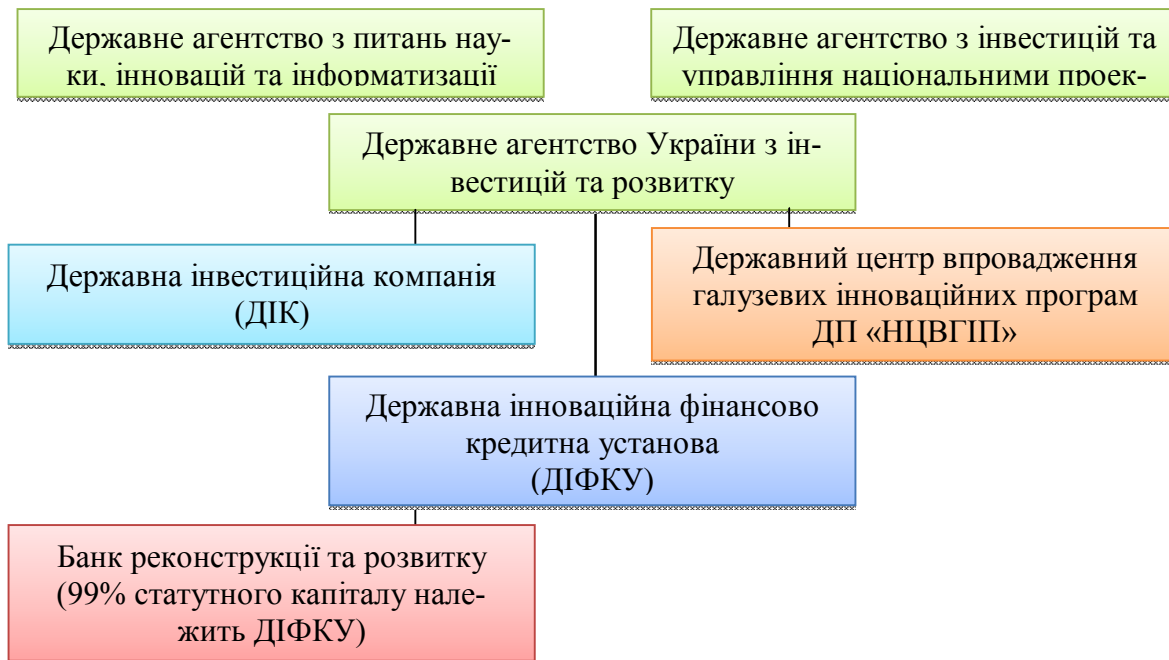 Державне агентство з питань нау-
ки, інновацій та інформатизації
Державне агентство з інвестицій та
управління національними проек-
Державне агентство України з ін-
вестицій та розвитку
Державна інвестиційна компанія
(ДІК)
Державний центр впровадження
галузевих інноваційних програм
ДП «НЦВГІП»
Державна інноваційна фінансово
кредитна установа
(ДІФКУ)
Банк реконструкції та розвитку
(99% статутного капіталу нале-
жить ДІФКУ)